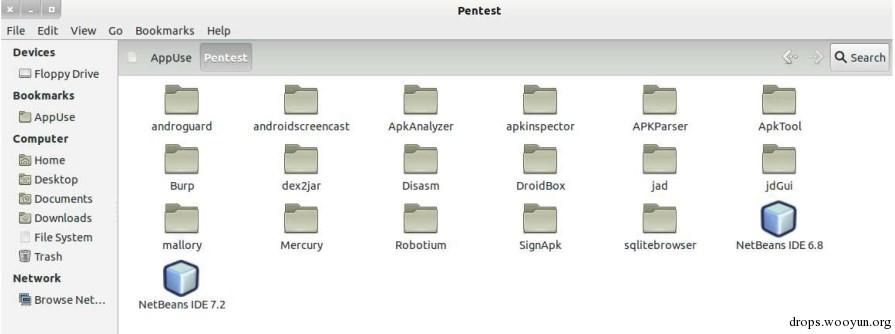 Pentest
File Edit View Go Bookmarks Help
Devices
Floppy Drive
Bookmarks
AppUse
Computer
Home
Desktop
Documents
Downloads
File System
Trash
Network
Browse Net...
AppUse Pentest Search
androguard androidscreencast ApkAnalyzer apkinspector APKParser ApkTool
Burp dex2jar Disasm DroidBox jad jdGui
mallory Mercury Robotium SignApk sqlitebrowser NetBeans IDE 6.8
NetBeans IDE 7.2
drops.wooyun.org